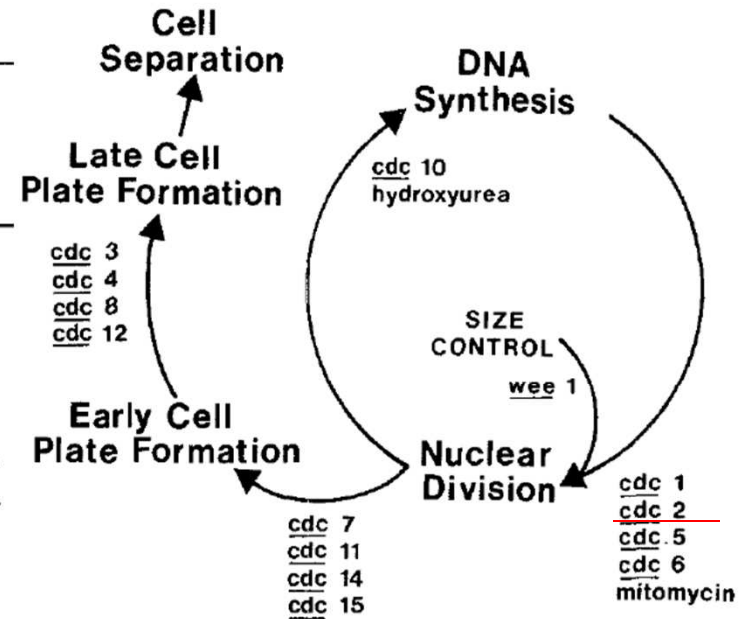 Cell
Separation
DNA
Synthesis
Late Cell
Plate Formation
cdc 10
hydroxyurea
cdc 3
cdc 4
cdc 8
cdc 12
SIZE
CONTROL
wee 1
Early Cell
Plate Formation
Nuclear
Division
cdc 1
cdc 2
cdc.5
cdc 6
mitomycin
cdc 7
cdc 11
cdc 14
cdc 15